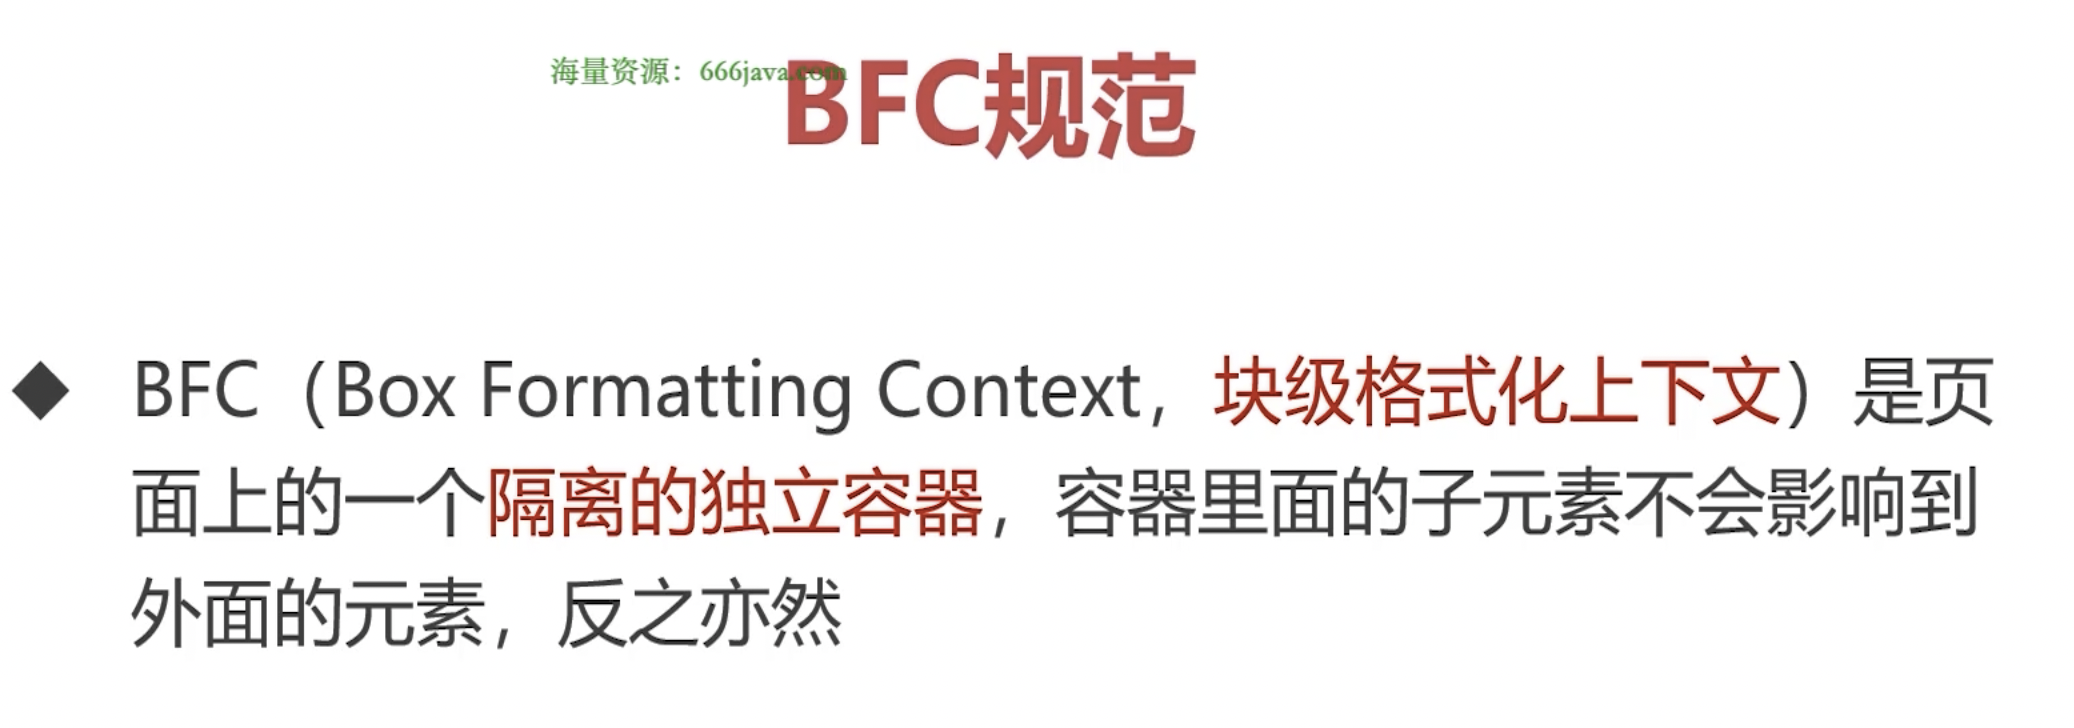 海量资源：666java.com
BFC规范
◆ BFC（Box Formatting Context，块级格式化上下文）是页
面上的一个隔离的独立容器，容器里面的子元素不会影响到
外面的元素，反之亦然